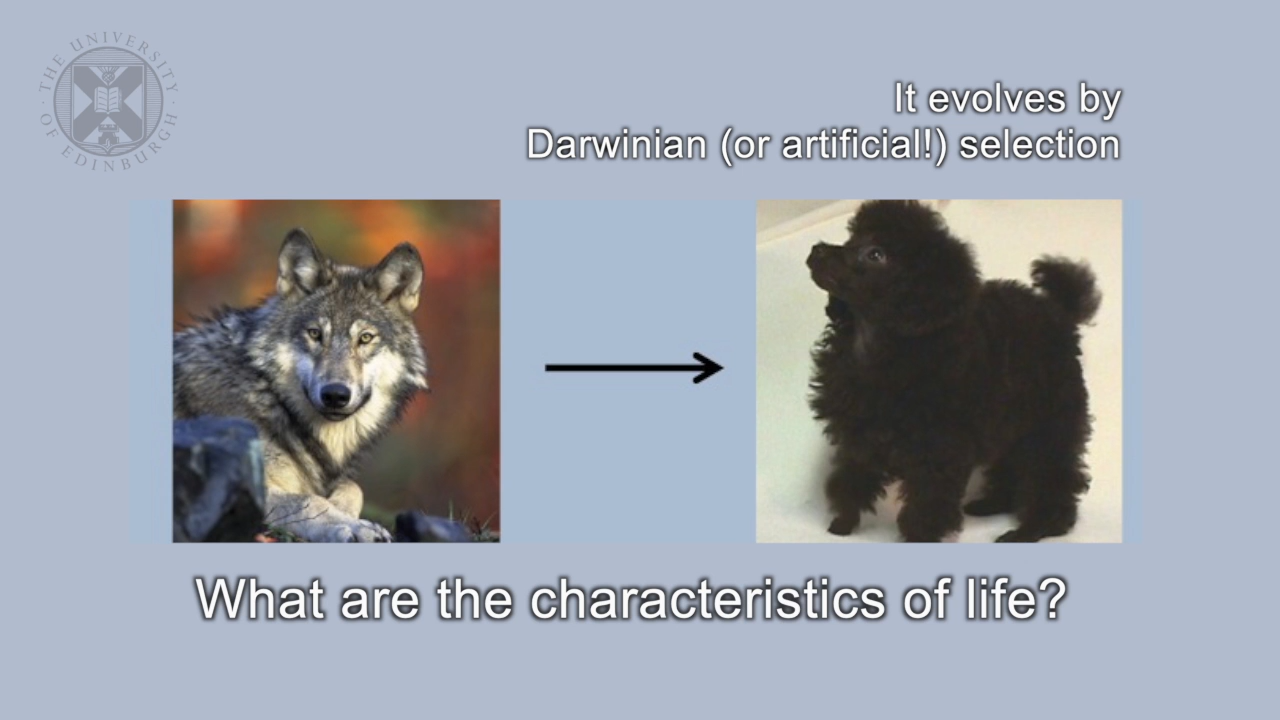 THE UNIVERSITY OF EDINBURGH
It evolves by
Darwinian (or artificial!) selection
What are the characteristics of life?